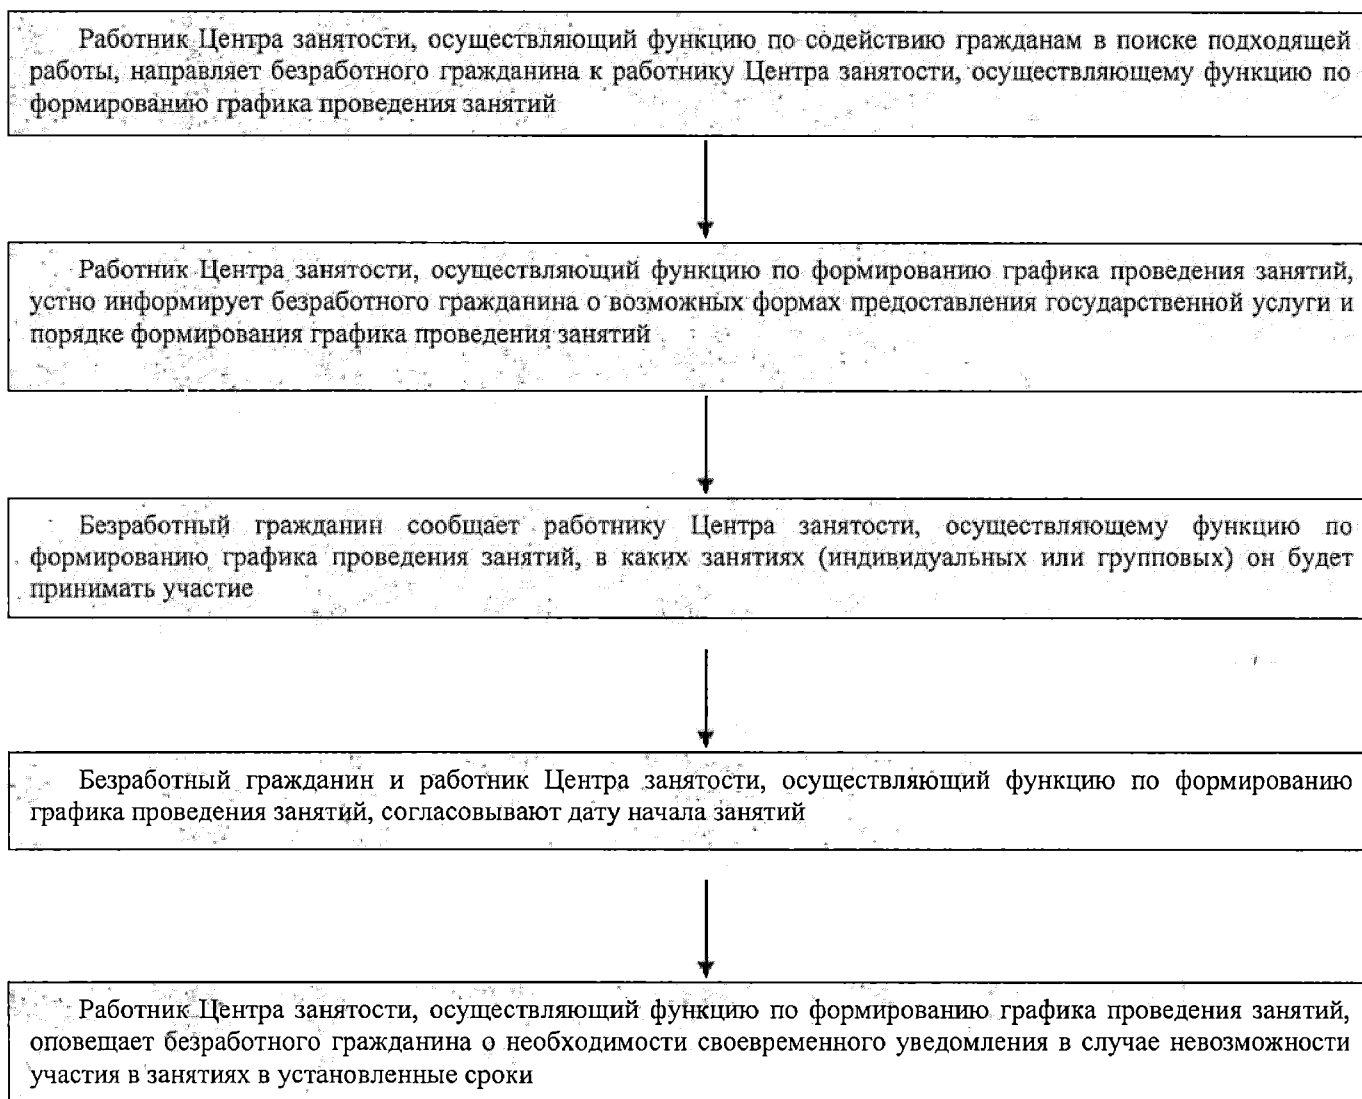 Работник Центра занятости, осуществляющий функцию по содействию гражданам в поиске подходящей
работы, направляет безработного гражданина к работнику Центра занятости, осуществляющему функцию по
формированию графика проведения занятий
Работник Центра занятости, осуществляющий функцию по формированию графика проведения занятий,
устно информирует безработного гражданина о возможных формах предоставления государственной услуги и
порядке формирования графика проведения занятий
Безработный гражданин сообщает работнику Центра занятости, осуществляющему функцию по
формированию графика проведения занятий, в каких занятиях (индивидуальных или групповых) он будет
принимать участие
Безработный гражданин и работник Центра занятости, осуществляющий функцию по формированию
графика проведения занятий, согласовывают дату начала занятий
Работник Центра занятости, осуществляющий функцию по формированию графика проведения занятий,
оповещает безработного гражданина о необходимости своевременного уведомления в случае невозможности
участия в занятиях в установленные сроки